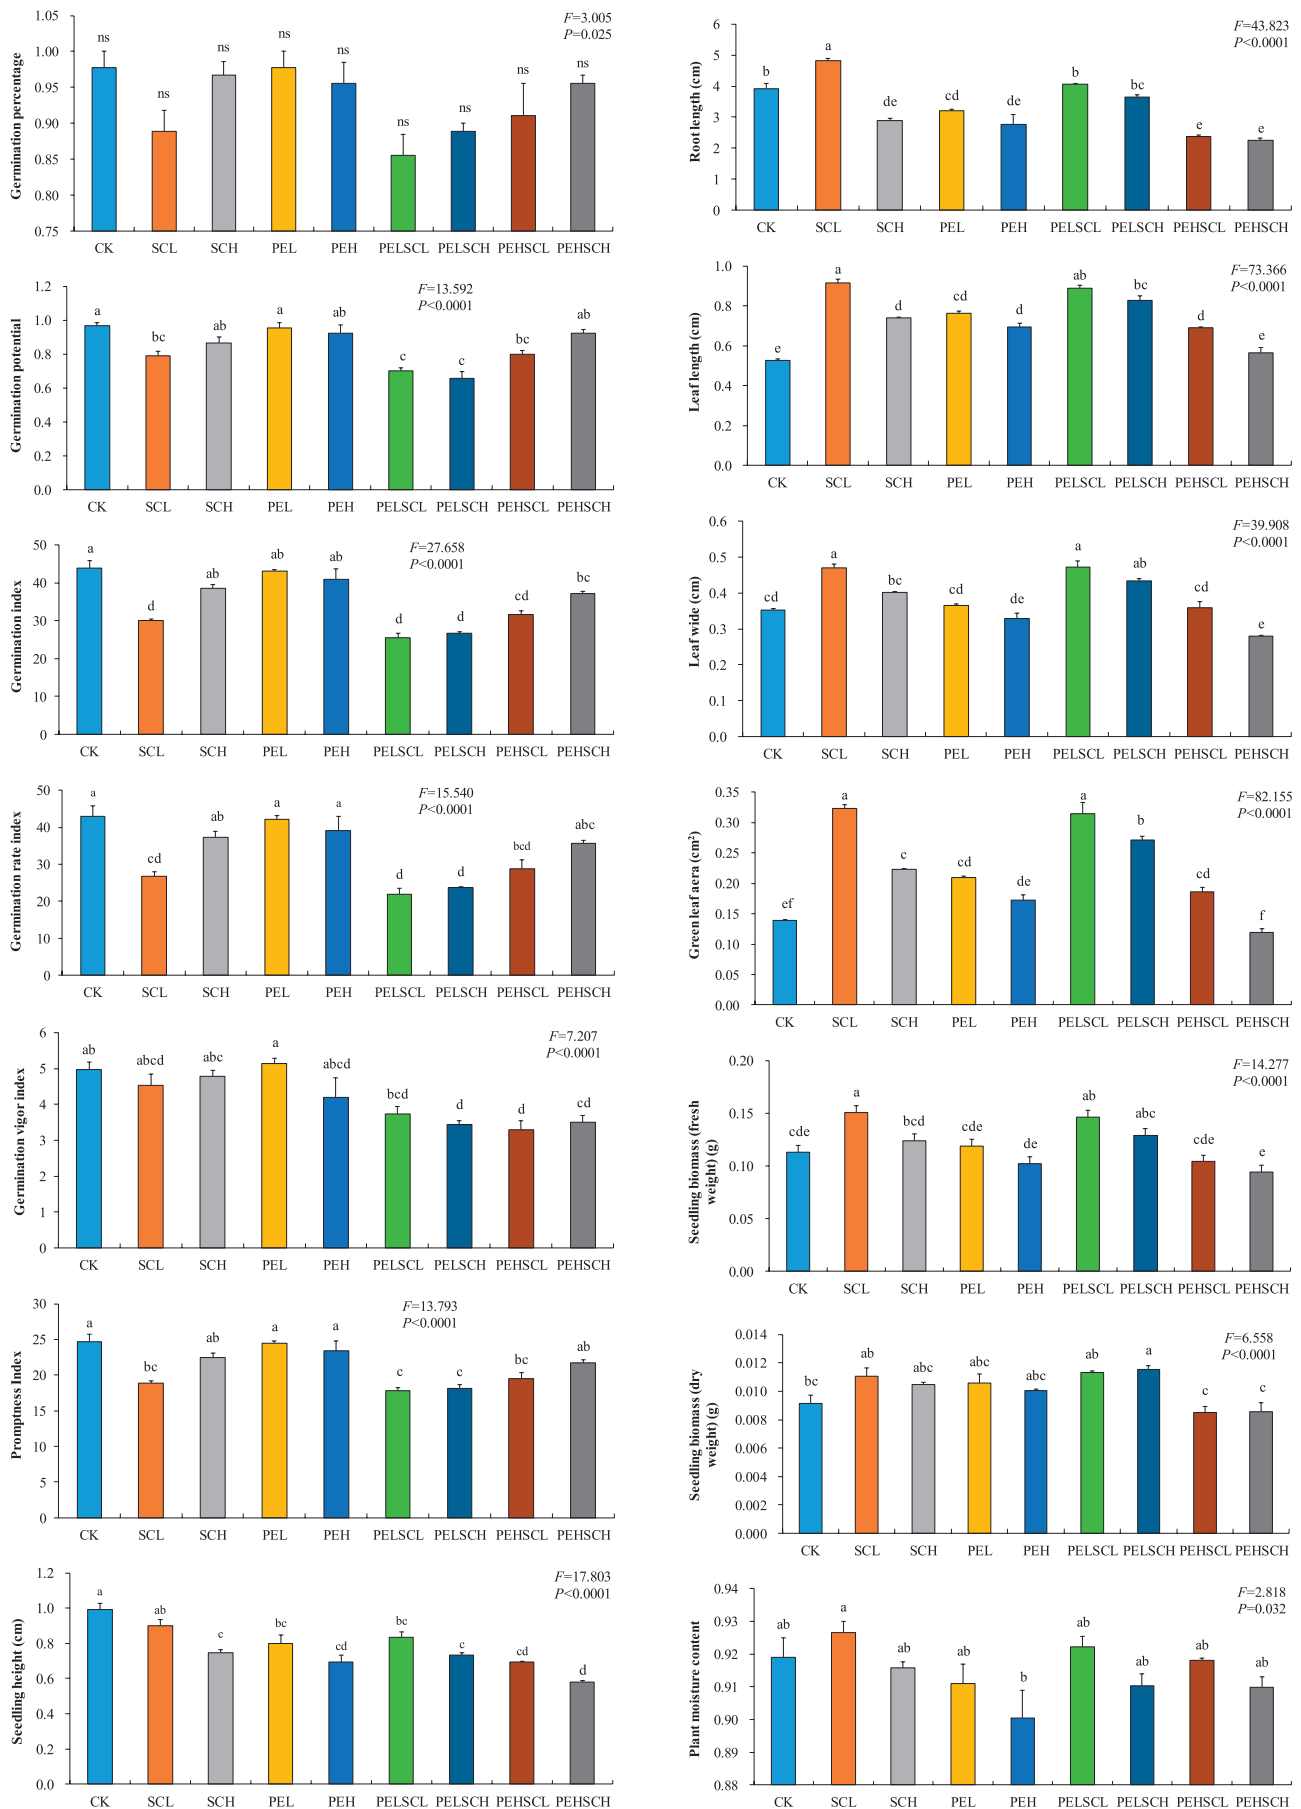 Germination percentage
1.05
1.00
0.95
0.90
0.85
0.80
0.75
F=3.005
P=0.025
ns ns ns ns ns ns ns ns ns
CK SCL SCH PEL PEH PELSCL PELSCH PEHSCL PEHSCH
Germination potential
1.2
1.0
0.8
0.6
0.4
0.2
0.0
F=13.592
P<0.0001
a bc ab a ab c c bc ab
CK SCL SCH PEL PEH PELSCL PELSCH PEHSCL PEHSCH
Germination index
50
40
30
20
10
0
F=27.658
P<0.0001
a d ab ab ab d d cd bc
CK SCL SCH PEL PEH PELSCL PELSCH PEHSCL PEHSCH
Germination rate index
50
40
30
20
10
0
F=15.540
P<0.0001
a cd ab a a d d bcd abc
CK SCL SCH PEL PEH PELSCL PELSCH PEHSCL PEHSCH
Germination vigor index
6
5
4
3
2
1
0
F=7.207
P<0.0001
ab abcd abc a abcd bcd d d cd
CK SCL SCH PEL PEH PELSCL PELSCH PEHSCL PEHSCH
Promptness Index
30
25
20
15
10
5
0
F=13.793
P<0.0001
a bc ab a a c c bc ab
CK SCL SCH PEL PEH PELSCL PELSCH PEHSCL PEHSCH
Seedling height (cm)
1.2
1.0
0.8
0.6
0.4
0.2
0.0
F=17.803
P<0.0001
a ab c bc cd bc c cd d
CK SCL SCH PEL PEH PELSCL PELSCH PEHSCL PEHSCH
Root length (cm)
6
5
4
3
2
1
0
F=43.823
P<0.0001
b a de cd de b bc e e
CK SCL SCH PEL PEH PELSCL PELSCH PEHSCL PEHSCH
Leaf length (cm)
1.0
0.8
0.6
0.4
0.2
0.0
F=73.366
P<0.0001
e a d cd d ab bc d e
CK SCL SCH PEL PEH PELSCL PELSCH PEHSCL PEHSCH
Leaf wide (cm)
0.6
0.5
0.4
0.3
0.2
0.1
0.0
F=39.908
P<0.0001
cd a bc cd de a ab cd e
CK SCL SCH PEL PEH PELSCL PELSCH PEHSCL PEHSCH
Green leaf aera (cm²)
0.35
0.30
0.25
0.20
0.15
0.10
0.05
0.00
F=82.155
P<0.0001
ef a c cd de a b cd f
CK SCL SCH PEL PEH PELSCL PELSCH PEHSCL PEHSCH
Seedling biomass (fresh
weight) (g)
0.20
0.15
0.10
0.05
0.00
F=14.277
P<0.0001
cde a bcd cde de ab abc cde e
CK SCL SCH PEL PEH PELSCL PELSCH PEHSCL PEHSCH
Seedling biomass (dry
weight) (g)
0.014
0.012
0.010
0.008
0.006
0.004
0.002
0.000
F=6.558
P<0.0001
bc ab abc abc abc ab a c c
CK SCL SCH PEL PEH PELSCL PELSCH PEHSCL PEHSCH
Plant moisture content
0.94
0.93
0.92
0.91
0.90
0.89
0.88
F=2.818
P=0.032
ab a ab ab b ab ab ab ab
CK SCL SCH PEL PEH PELSCL PELSCH PEHSCL PEHSCH